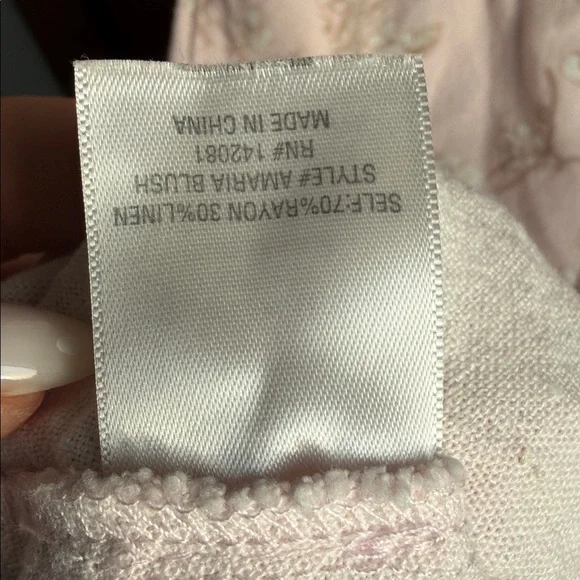 SELF:70%RAYON 30%LINEN
STYLE# AMARIA BLUSH
RN# 142081
MADE IN CHINA